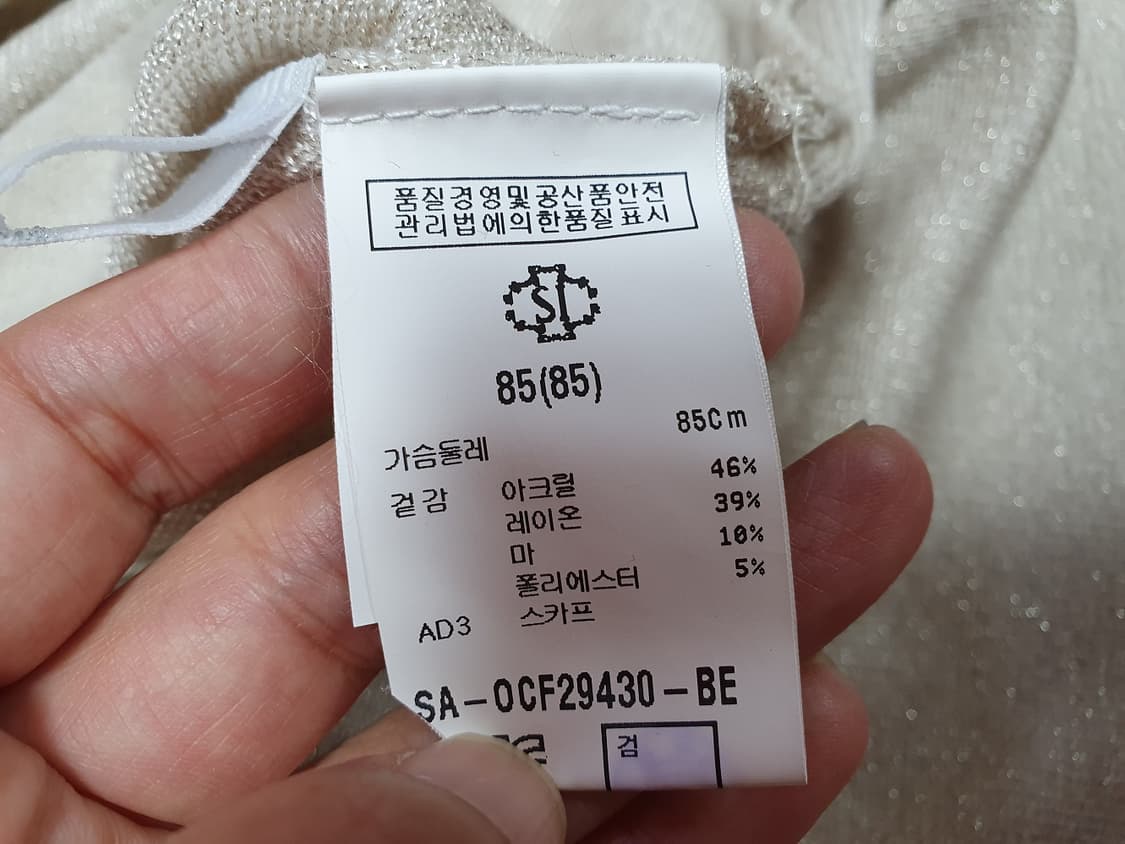 품질경영및공산품안전
관리법에의한품질표시
SI
85(85)
가슴둘레 85Cm
겉감 아크릴 46%
레이온 39%
마 10%
폴리에스터 5%
AD3 스카프
SA-OCF29430-BE
검